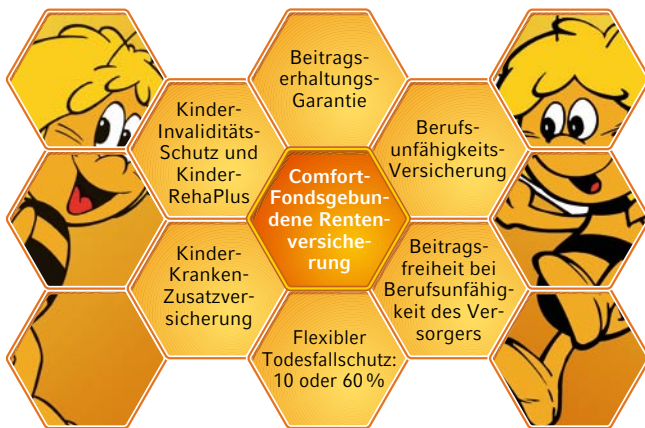 Beitrags-
erhaltungs-
Garantie
Kinder-
Invaliditäts-
Schutz und
Kinder-
RehaPlus
Berufs-
unfähigkeits-
Versicherung
Comfort-
Fondsgebun-
dene Renten-
versiche-
rung
Kinder-
Kranken-
Zusatzver-
sicherung
Beitrags-
freiheit bei
Berufsunfähig-
keit des Ver-
sorgers
Flexibler
Todesfallschutz:
10 oder 60 %